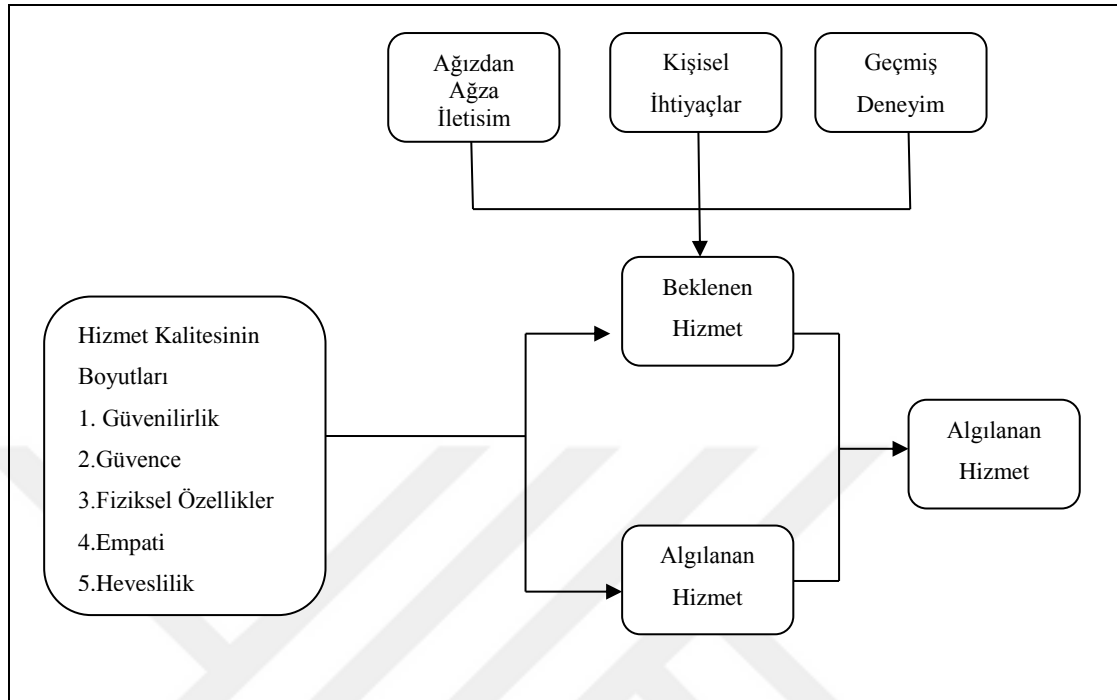 Ağızdan
Ağza
İletisim
Kişisel
İhtiyaçlar
Geçmiş
Deneyim
Beklenen
Hizmet
Hizmet Kalitesinin
Boyutları
1. Güvenilirlik
2.Güvence
3.Fiziksel Özellikler
4.Empati
5.Heveslilik
Algılanan
Hizmet
Algılanan
Hizmet